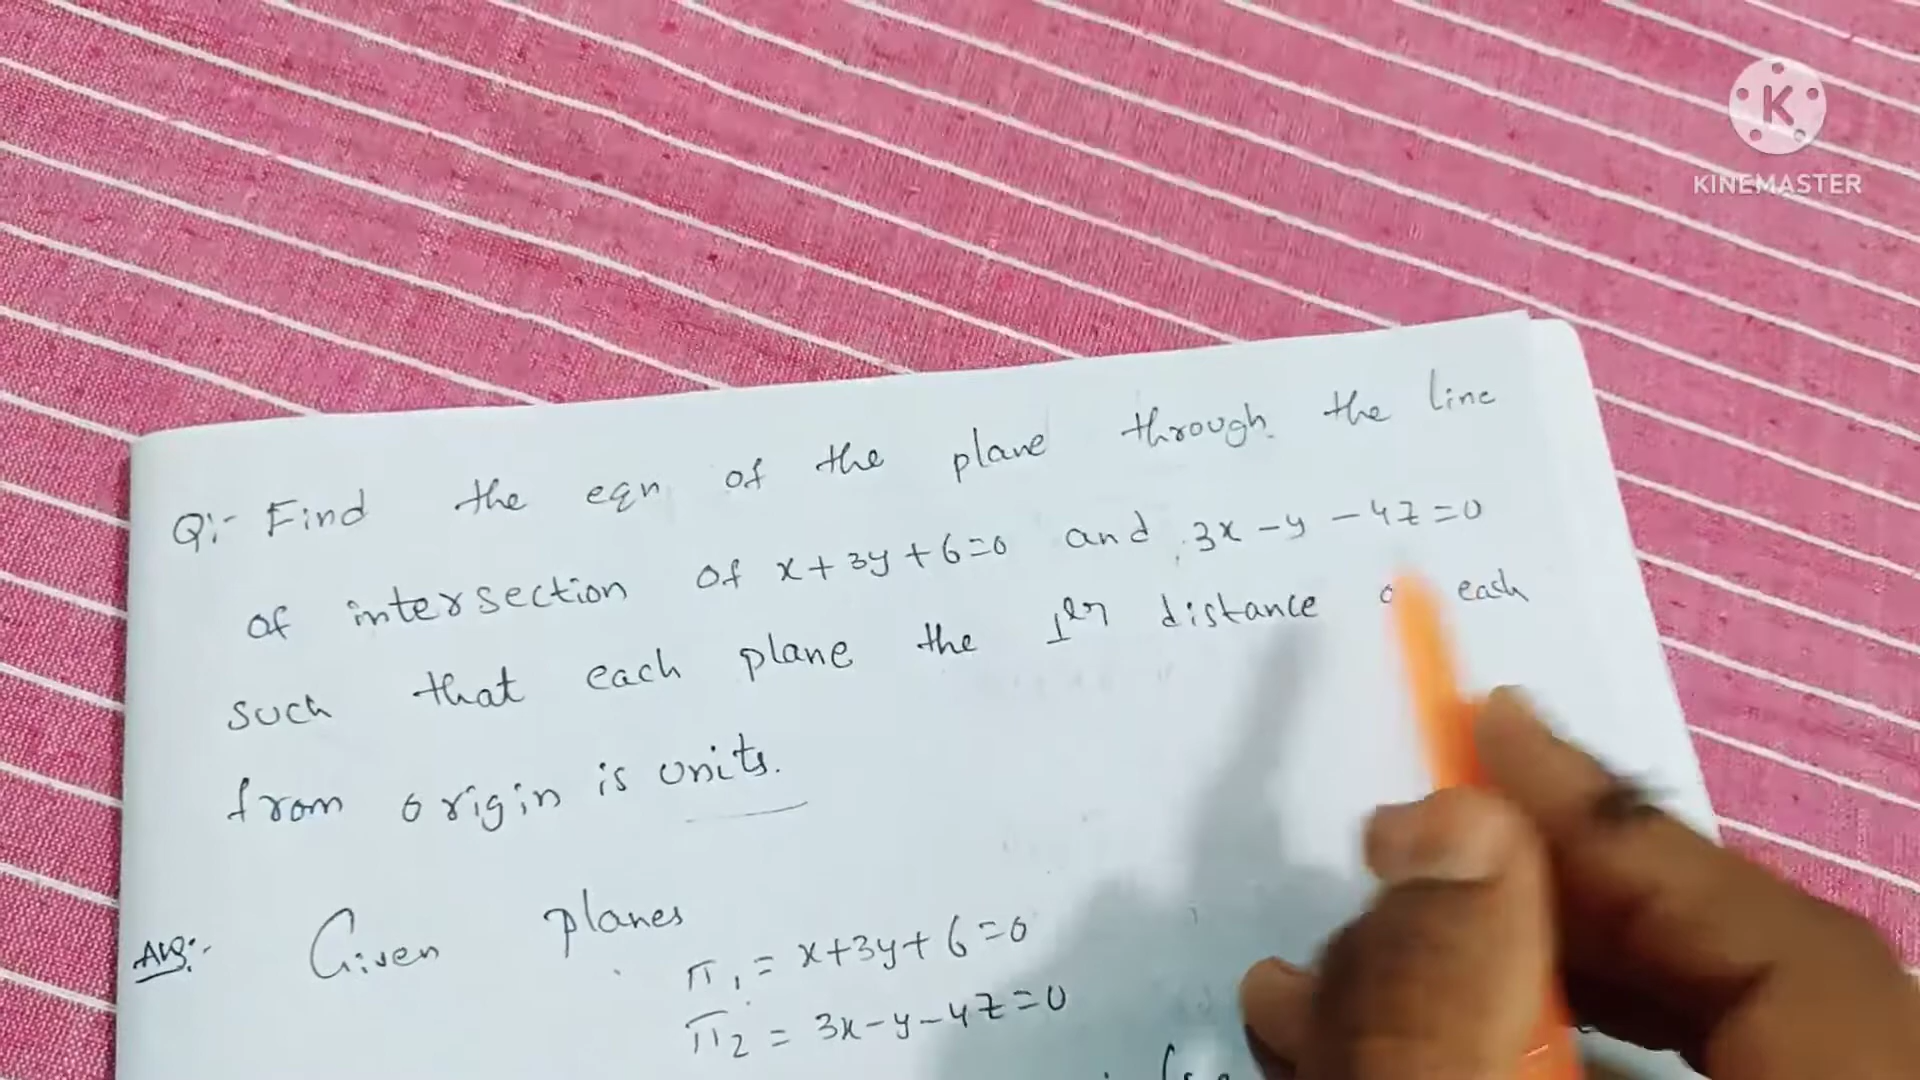 K
KINEMASTER
Q:- Find the eqn of the plane through the line
of intersection of x+3y+6=0 and 3x-y-4z=0
such that each plane the ⊥er distance each
from origin is units.
Ans:- Given planes
π1 = x+3y+6=0
π2 = 3x-y-4z=0